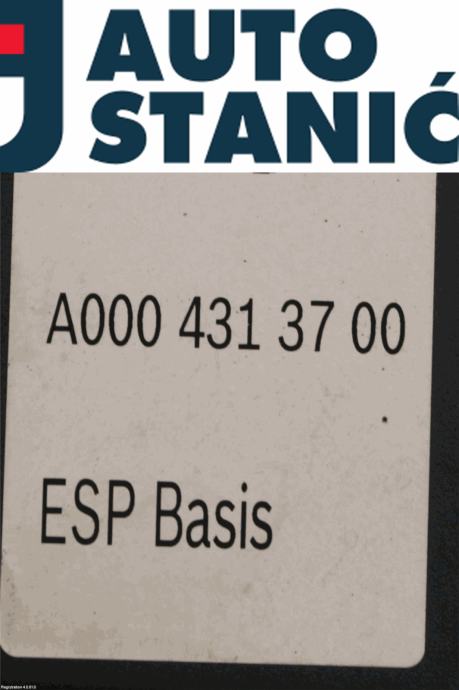 AUTO
STANIĆ
A000 431 37 00
ESP Basis